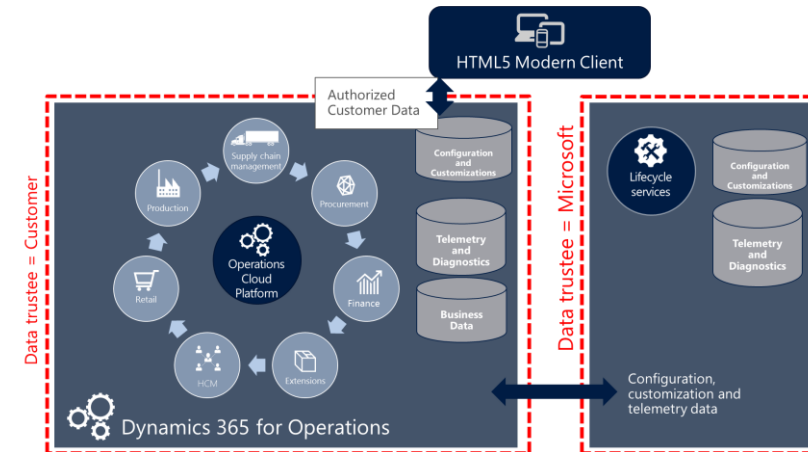 HTML5 Modern Client
Authorized
Customer Data
Data trustee = Customer
Supply chain
management
Procurement
Finance
Extensions
HCM
Retail
Production
Operations
Cloud
Platform
Configuration
and
Customizations
Telemetry
and
Diagnostics
Business
Data
Dynamics 365 for Operations
Data trustee = Microsoft
Lifecycle
services
Configuration
and
Customizations
Telemetry
and
Diagnostics
Configuration,
customization and
telemetry data